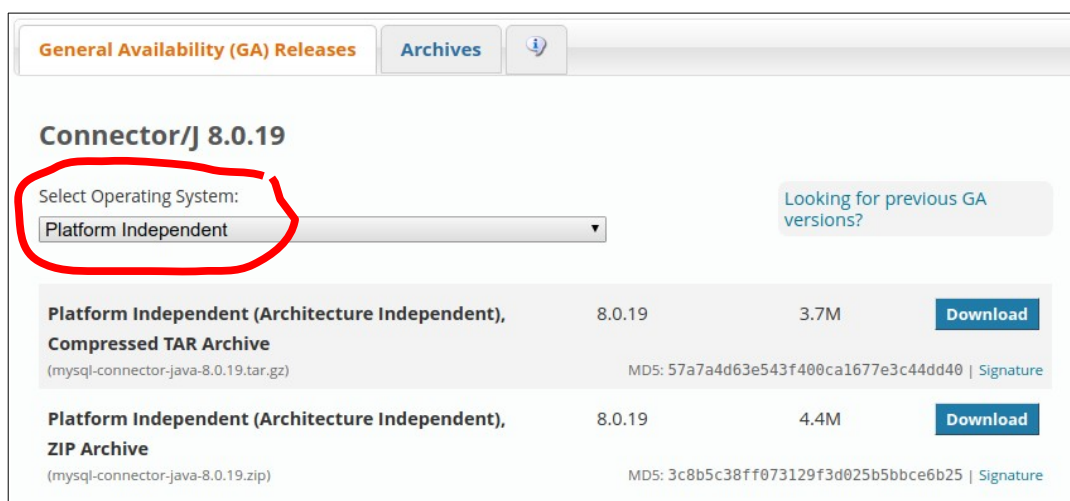 General Availability (GA) Releases
Archives
Connector/J 8.0.19
Select Operating System:
Platform Independent
Looking for previous GA
versions?
Platform Independent (Architecture Independent), 8.0.19 3.7M Download
Compressed TAR Archive
(mysql-connector-java-8.0.19.tar.gz) MD5: 57a7a4d63e543f400ca1677e3c44dd40 | Signature
Platform Independent (Architecture Independent), 8.0.19 4.4M Download
ZIP Archive
(mysql-connector-java-8.0.19.zip) MD5: 3c8b5c38ff073129f3d025b5bbce6b25 | Signature